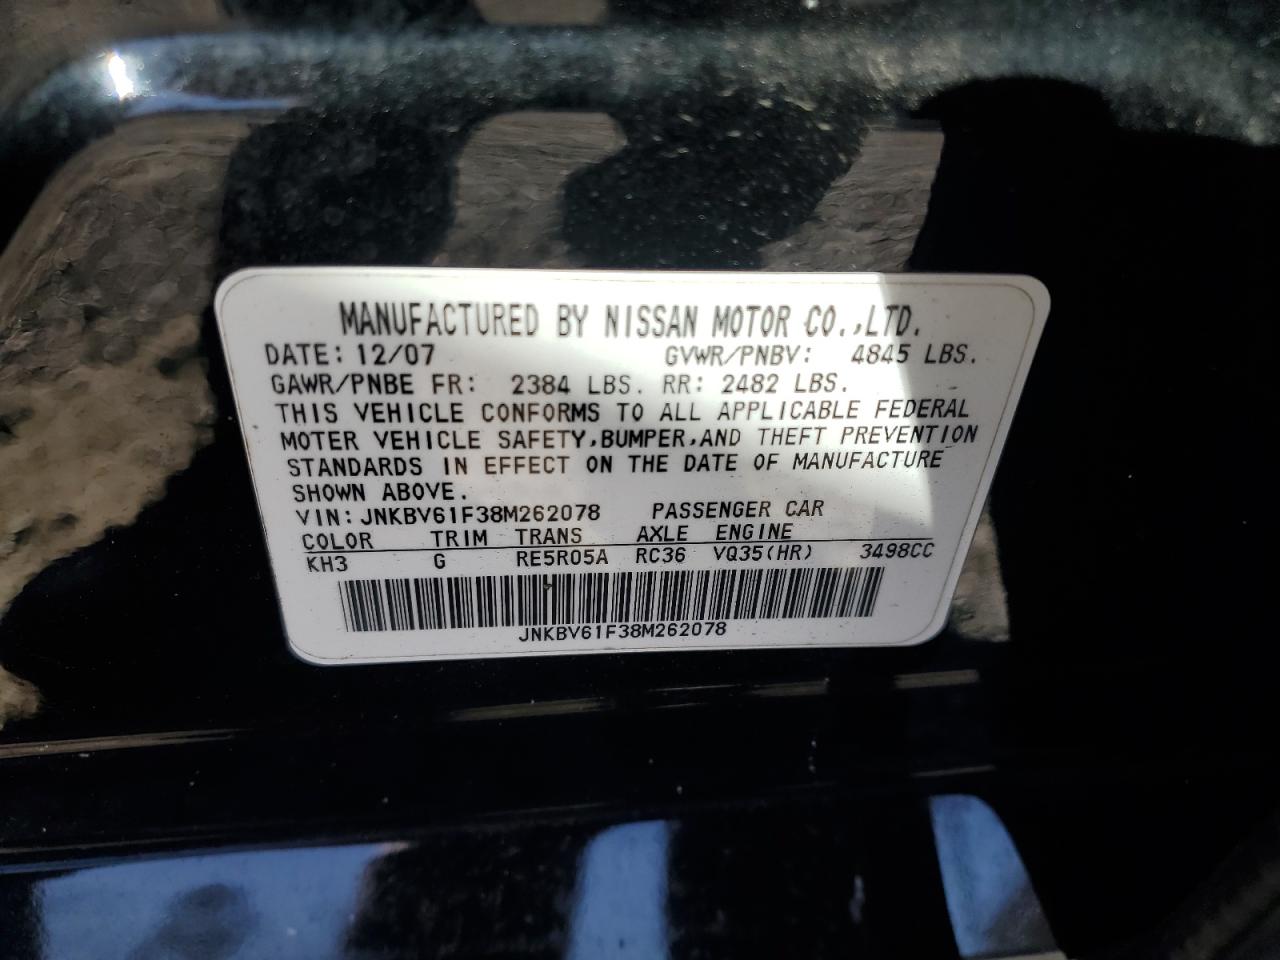 MANUFACTURED BY NISSAN MOTOR CO.,LTD.
DATE: 12/07 GVWR/PNBV: 4845 LBS.
GAWR/PNBE FR: 2384 LBS. RR: 2482 LBS.
THIS VEHICLE CONFORMS TO ALL APPLICABLE FEDERAL
MOTER VEHICLE SAFETY,BUMPER,AND THEFT PREVENTION
STANDARDS IN EFFECT ON THE DATE OF MANUFACTURE
SHOWN ABOVE.
VIN: JNKBV61F38M262078 PASSENGER CAR
COLOR TRIM TRANS AXLE ENGINE
KH3 G RE5R05A RC36 VQ35(HR) 3498CC
JNKBV61F38M262078